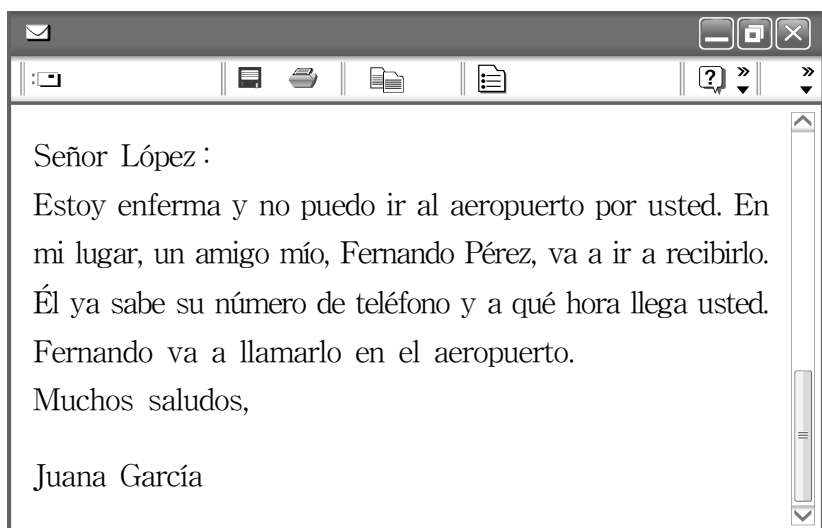 Señor López:
Estoy enferma y no puedo ir al aeropuerto por usted. En
mi lugar, un amigo mío, Fernando Pérez, va a ir a recibirlo.
Él ya sabe su número de teléfono y a qué hora llega usted.
Fernando va a llamarlo en el aeropuerto.
Muchos saludos,
Juana García